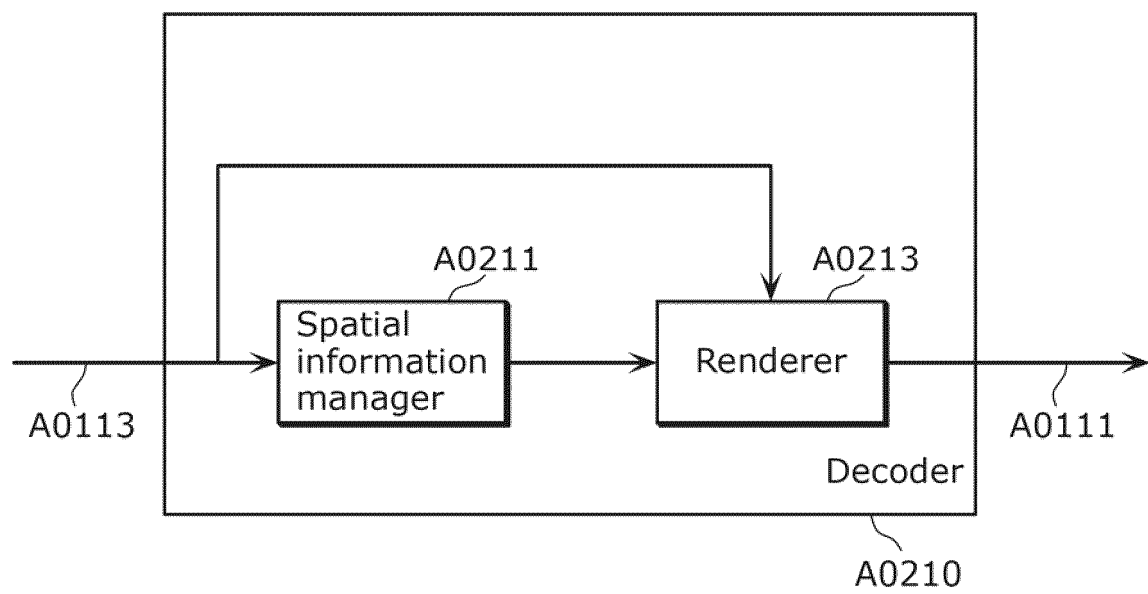 A0211
A0213
Spatial
information
manager
Renderer
A0113
A0111
Decoder
A0210